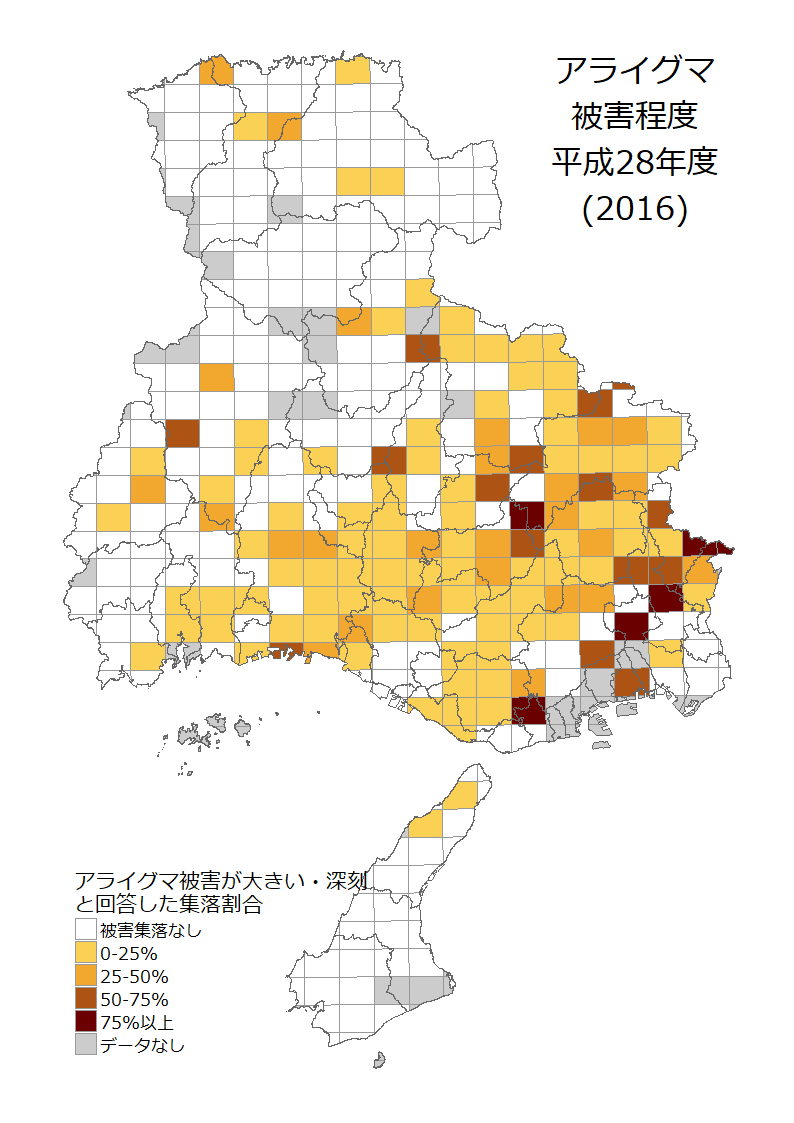 アライグマ
被害程度
平成28年度
(2016)
アライグマ被害が大きい・深刻
と回答した集落割合
被害集落なし
0-25%
25-50%
50-75%
75%以上
データなし